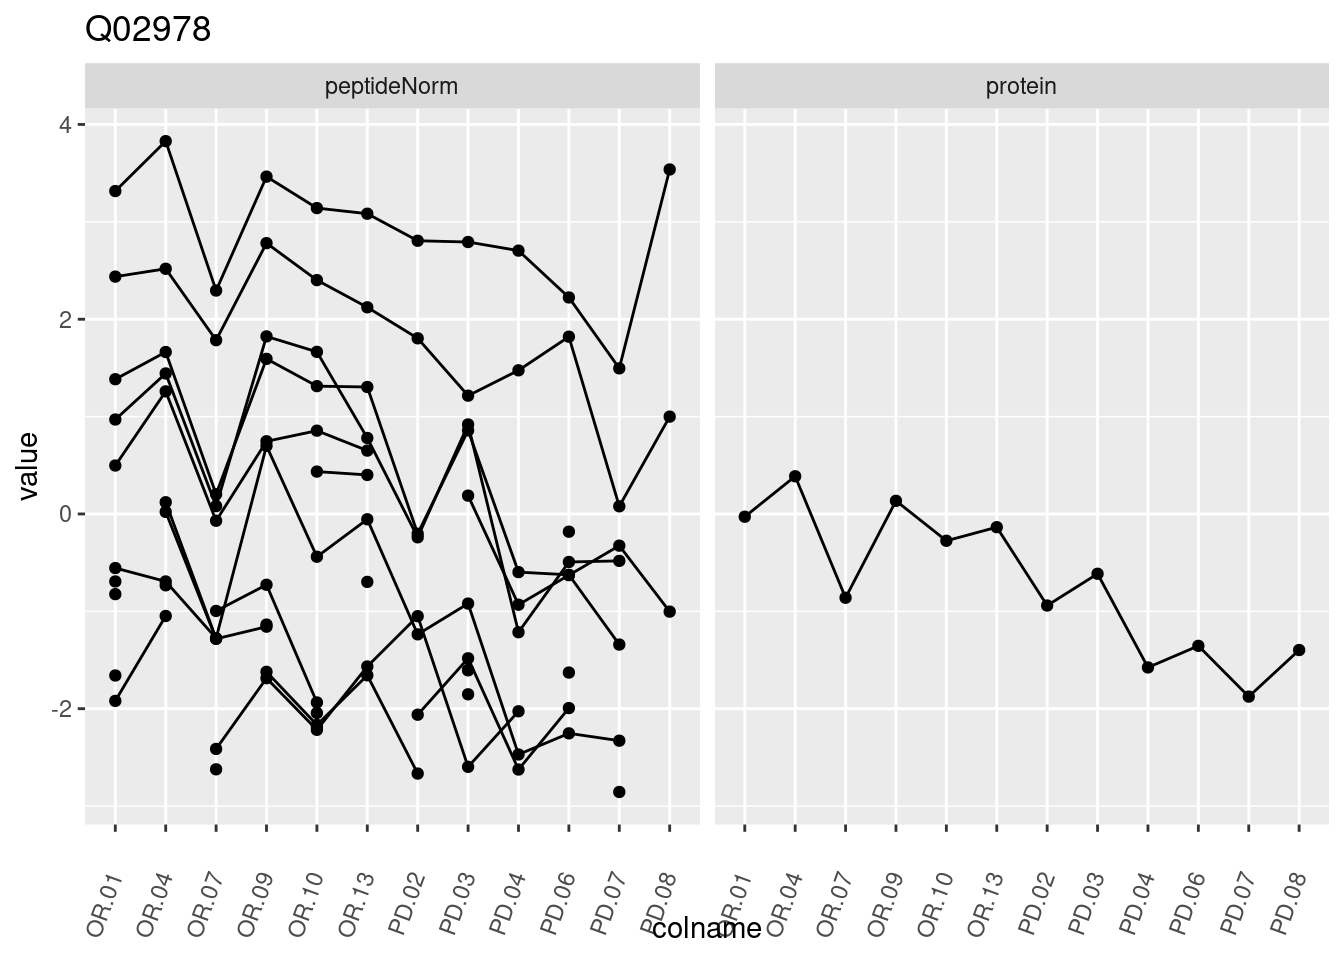 Q02978
peptideNorm
protein
4
2
0
-2
value
OR.01
OR.04
OR.07
OR.09
OR.10
OR.13
PD.02
PD.03
PD.04
PD.06
PD.07
PD.08
OR.01
OR.04
OR.07
OR.09
OR.10
OR.13
PD.02
PD.03
PD.04
PD.06
PD.07
PD.08
colname